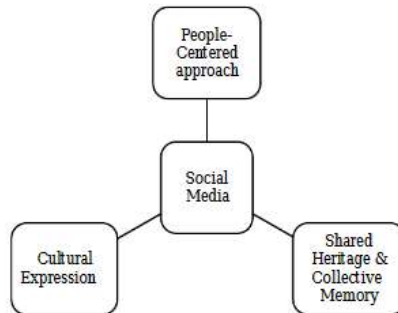 People-
Centered
approach
Social
Media
Cultural
Expression
Shared
Heritage &
Collective
Memory